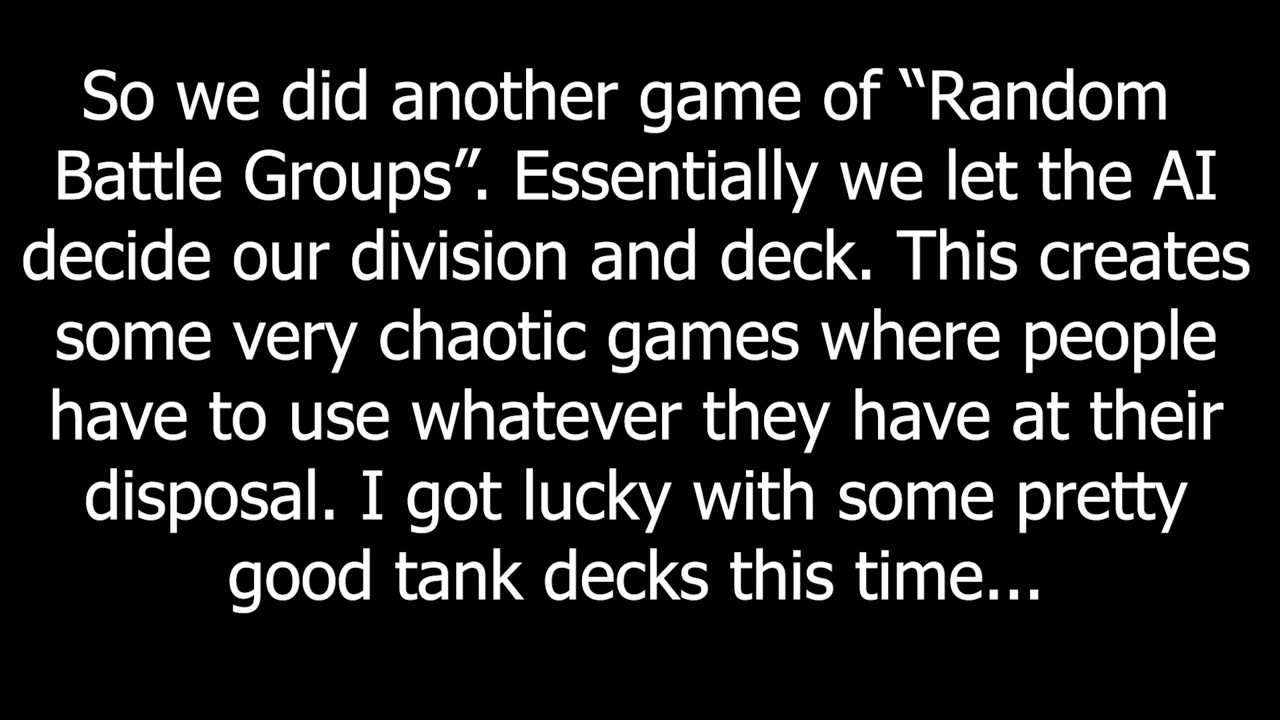 So we did another game of “Random
Battle Groups”. Essentially we let the AI
decide our division and deck. This creates
some very chaotic games where people
have to use whatever they have at their
disposal. I got lucky with some pretty
good tank decks this time...